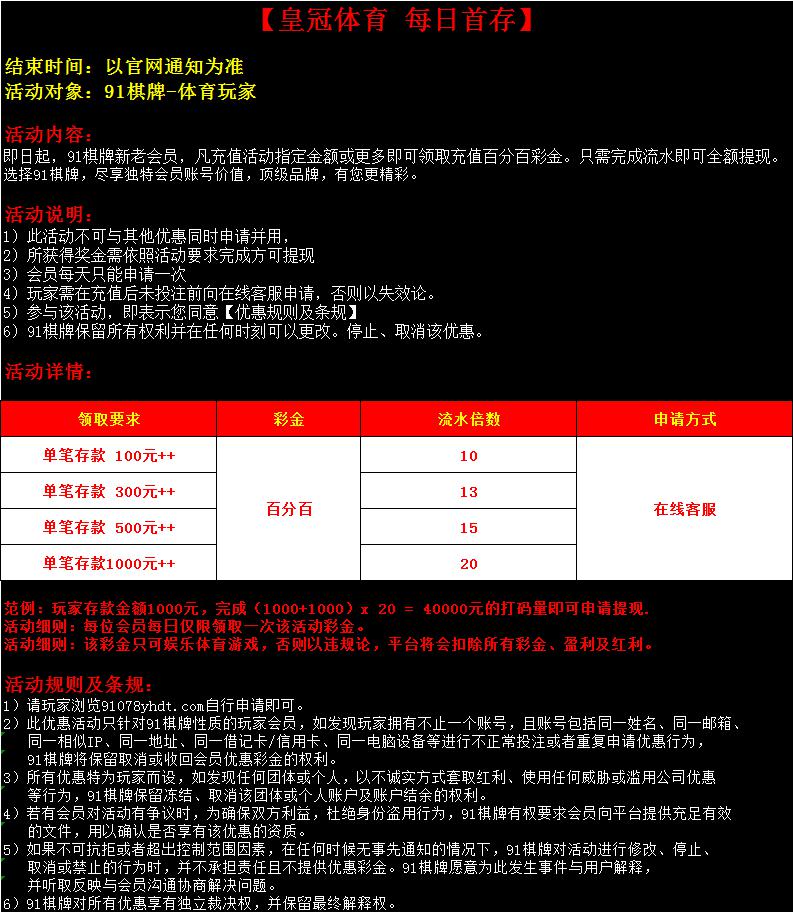 【皇冠体育 每日首存】
结束时间：以官网通知为准
活动对象：91棋牌-体育玩家
活动内容：
即日起，91棋牌新老会员，凡充值活动指定金额或更多即可领取充值百分百彩金。只需完成流水即可全额提现。
选择91棋牌，尽享独特会员账号价值，顶级品牌，有您更精彩。
活动说明：
1）此活动不可与其他优惠同时申请并用，
2）所获得奖金需依照活动要求完成方可提现
3）会员每天只能申请一次
4）玩家需在充值后未投注前向在线客服申请，否则以失效论。
5）参与该活动，即表示您同意【优惠规则及条规】
6）91棋牌保留所有权利并在任何时刻可以更改。停止、取消该优惠。
活动详情：
领取要求 彩金 流水倍数 申请方式
单笔存款 100元++ 10
单笔存款 300元++ 13
百分百 在线客服
单笔存款 500元++ 15
单笔存款1000元++ 20
范例：玩家存款金额1000元，完成（1000+1000）x 20 = 40000元的打码量即可申请提现.
活动细则：每位会员每日仅限领取一次该活动彩金。
活动细则：该彩金只可娱乐体育游戏，否则以违规论，平台将会扣除所有彩金、盈利及红利。
活动规则及条规：
1）请玩家浏览91078yhdt.com自行申请即可。
2）此优惠活动只针对91棋牌性质的玩家会员，如发现玩家拥有不止一个账号，且账号包括同一姓名、同一邮箱、
同一相似IP、同一地址、同一借记卡/信用卡、同一电脑设备等进行不正常投注或者重复申请优惠行为，
91棋牌将保留取消或收回会员优惠彩金的权利。
3）所有优惠特为玩家而设，如发现任何团体或个人，以不诚实方式套取红利、使用任何威胁或滥用公司优惠
等行为，91棋牌保留冻结、取消该团体或个人账户及账户结余的权利。
4）若有会员对活动有争议时，为确保双方利益，杜绝身份盗用行为，91棋牌有权要求会员向平台提供充足有效
的文件，用以确认是否享有该优惠的资质。
5）如果不可抗拒或者超出控制范围因素，在任何时候无事先通知的情况下，91棋牌对活动进行修改、停止、
取消或禁止的行为时，并不承担责任且不提供优惠彩金。91棋牌愿意为此发生事件与用户解释，
并听取反映与会员沟通协商解决问题。
6）91棋牌对所有优惠享有独立裁决权，并保留最终解释权。